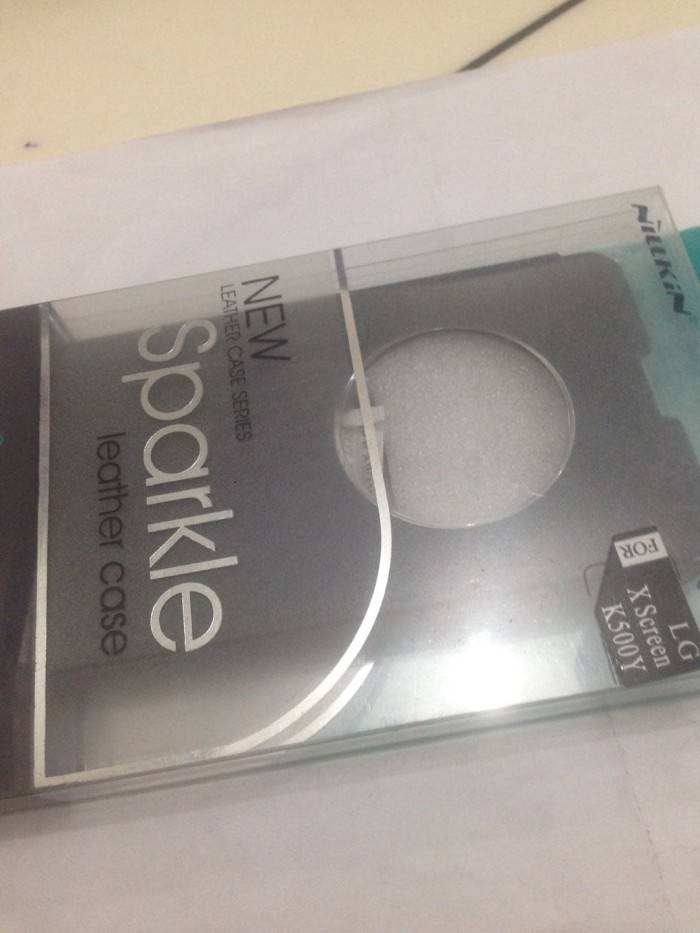 NiLLKiN
NEW
LEATHER CASE SERIES
Sparkle
leather case
FOR
LG
X Screen
K500Y